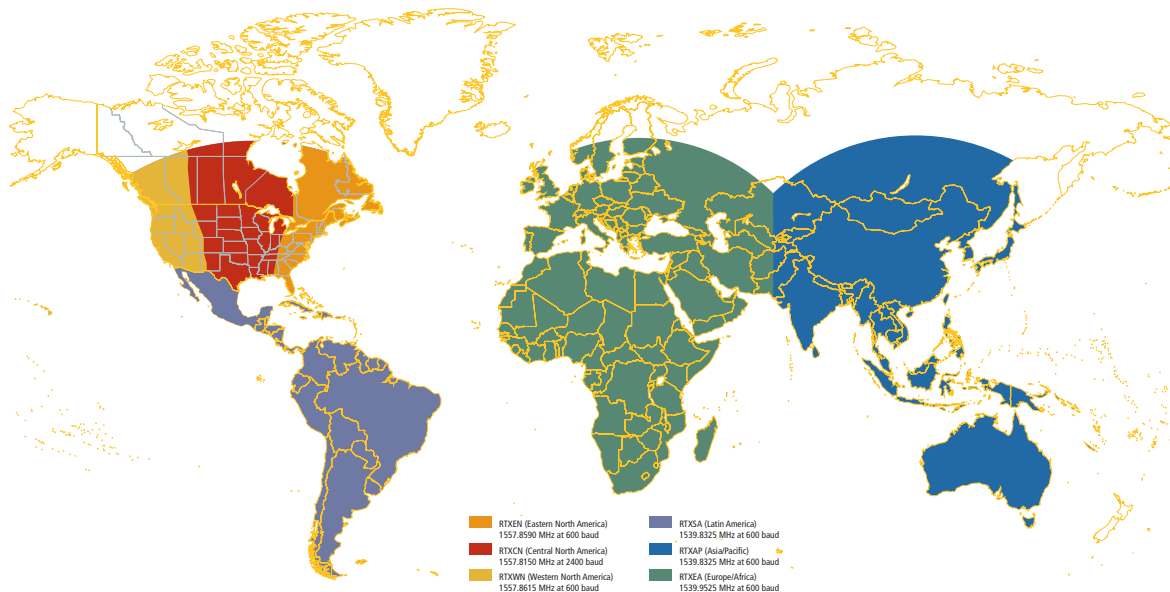 RTXEN (Eastern North America)
1557.8590 MHz at 600 baud
RTXCN (Central North America)
1557.8150 MHz at 2400 baud
RTXWN (Western North America)
1557.8615 MHz at 600 baud
RTXSA (Latin America)
1539.8325 MHz at 600 baud
RTXAP (Asia/Pacific)
1539.8325 MHz at 600 baud
RTXEA (Europe/Africa)
1539.9525 MHz at 600 baud